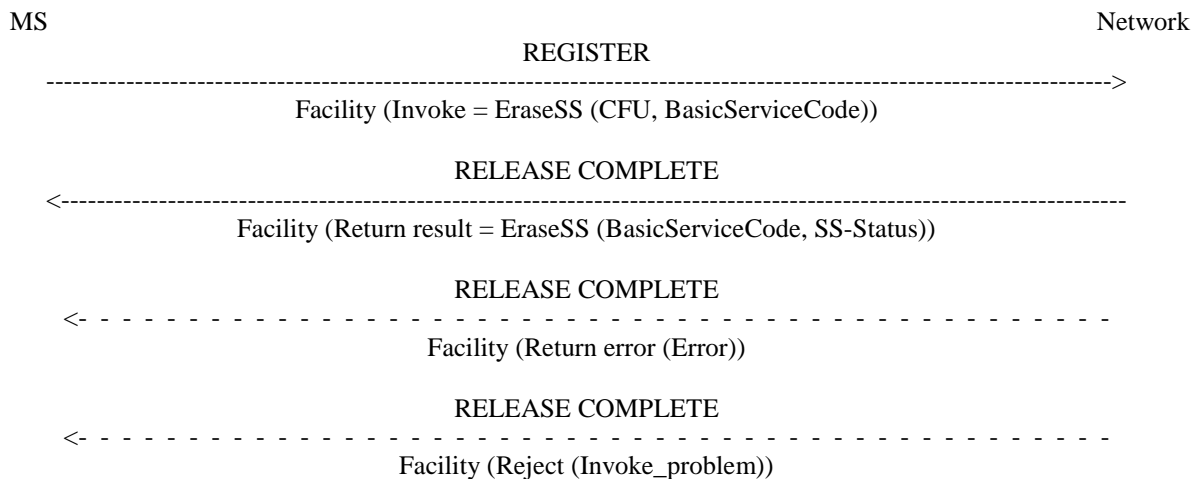 MS Network
REGISTER
Facility (Invoke = EraseSS (CFU, BasicServiceCode))
RELEASE COMPLETE
Facility (Return result = EraseSS (BasicServiceCode, SS-Status))
RELEASE COMPLETE
Facility (Return error (Error))
RELEASE COMPLETE
Facility (Reject (Invoke_problem))